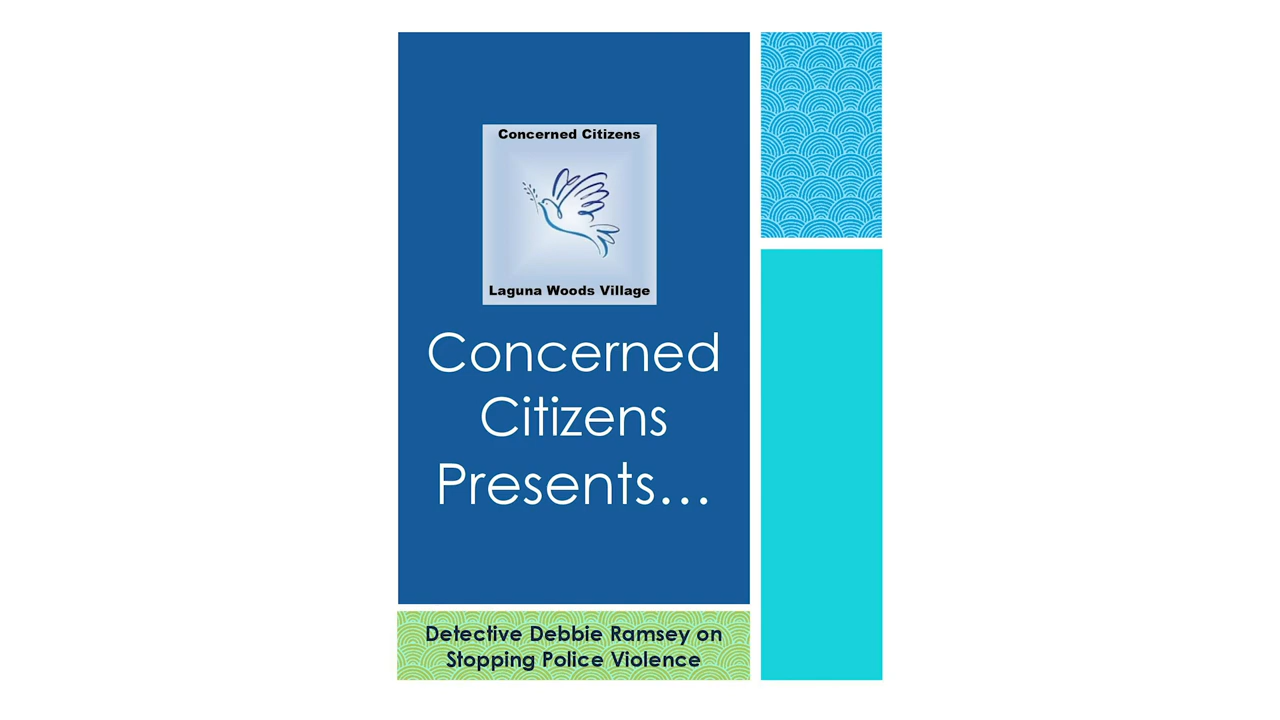 Concerned Citizens
Laguna Woods Village
Concerned
Citizens
Presents...
Detective Debbie Ramsey on
Stopping Police Violence